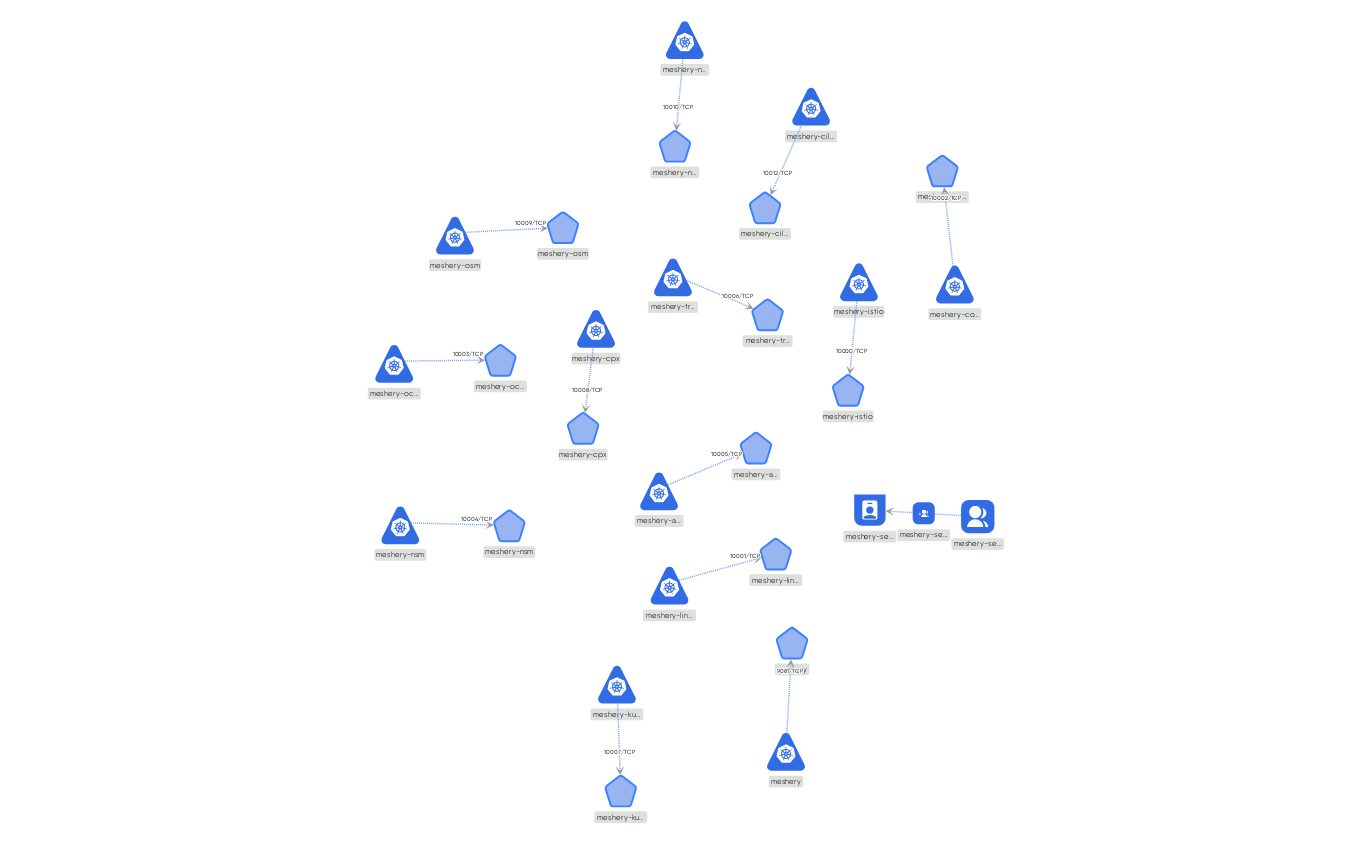 meshery-n...
10010/TCP
meshery-n...
meshery-cil...
10012/TCP
meshery-cil...
10002/TCP
meshery-co...
meshery-osm
10009/TCP
meshery-osm
meshery-tr...
10006/TCP
meshery-tr...
meshery-istio
10000/TCP
meshery-istio
meshery-oc...
10003/TCP
meshery-oc...
meshery-cpx
10008/TCP
meshery-cpx
10005/TCP
meshery-a...
meshery-a...
meshery-nsm
10004/TCP
meshery-nsm
meshery-se...
meshery-se...
meshery-se...
10001/TCP
meshery-lin...
meshery-lin...
9081/TCP
meshery
meshery-ku...
10007/TCP
meshery-ku...